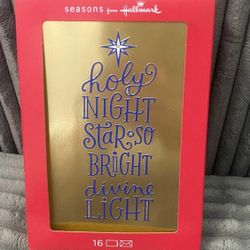 seasons from Hallmark
holy
NIGHT
STAR·SO
BRIGHT
divine
LIGHT
16